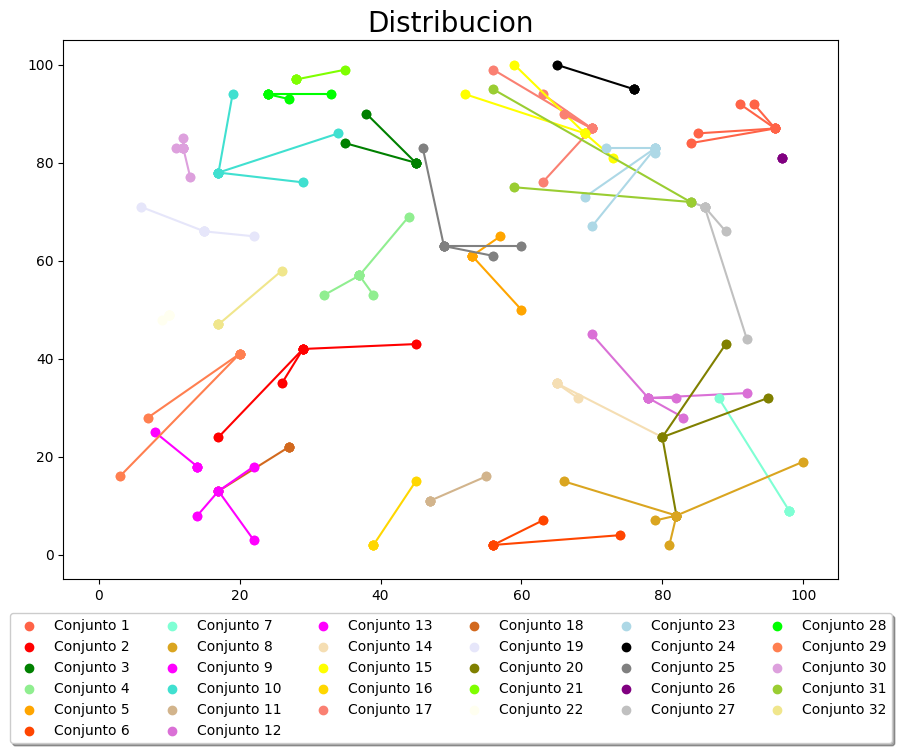 Distribucion
100
80
60
40
20
0
0 20 40 60 80 100
Conjunto 1 Conjunto 7 Conjunto 13 Conjunto 18 Conjunto 23 Conjunto 28
Conjunto 2 Conjunto 8 Conjunto 14 Conjunto 19 Conjunto 24 Conjunto 29
Conjunto 3 Conjunto 9 Conjunto 15 Conjunto 20 Conjunto 25 Conjunto 30
Conjunto 4 Conjunto 10 Conjunto 16 Conjunto 21 Conjunto 26 Conjunto 31
Conjunto 5 Conjunto 11 Conjunto 17 Conjunto 22 Conjunto 27 Conjunto 32
Conjunto 6 Conjunto 12